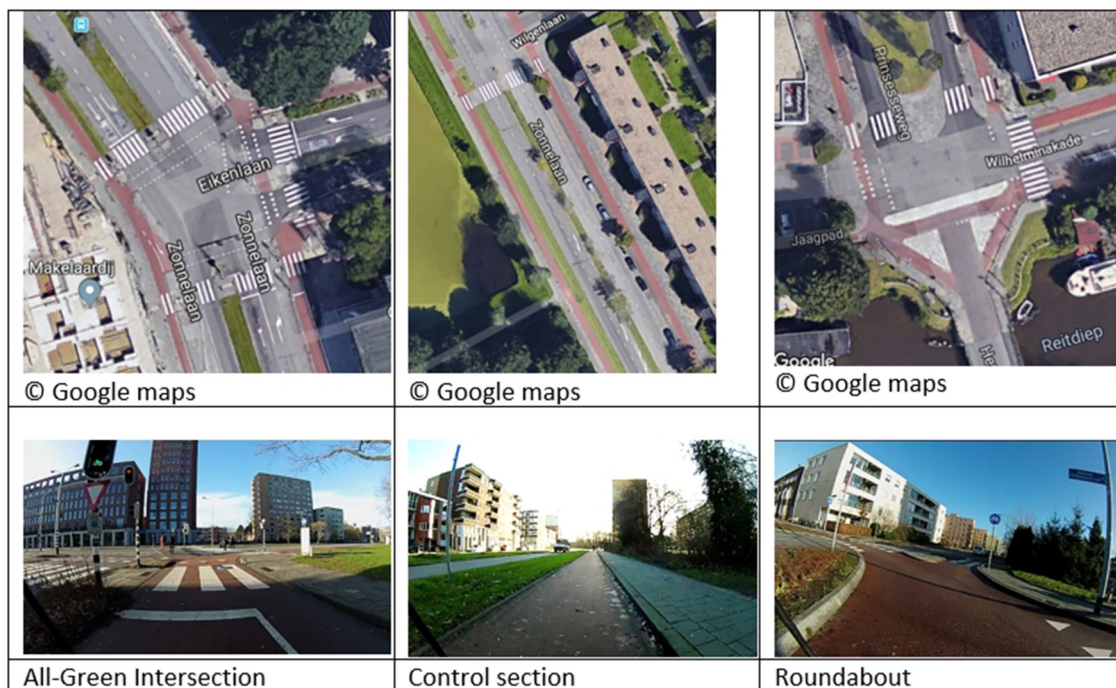 Eikenlaan
Zonnelaan
Zonnelaan
Makelaardij
© Google maps
Wilgenlaan
Zonnelaan
© Google maps
Prinsesseweg
Wilhelminakade
Jaagpad
Reitdiep
He
Google
© Google maps
All-Green Intersection
Control section
Roundabout